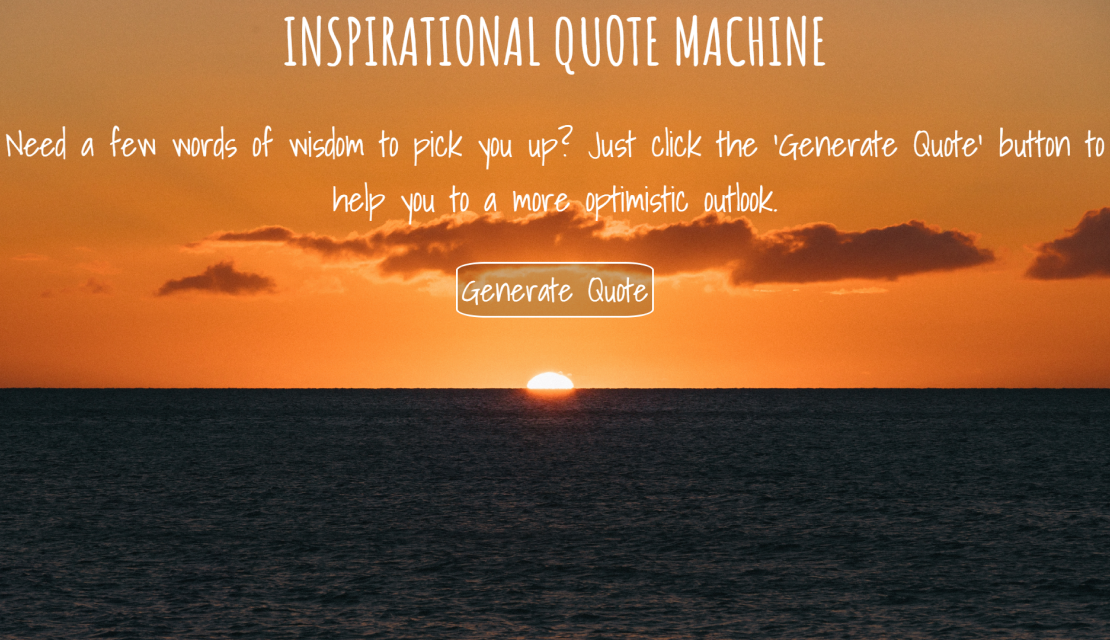 INSPIRATIONAL QUOTE MACHINE
Need a few words of wisdom to pick you up? Just click the 'Generate Quote' button to
help you to a more optimistic outlook.
Generate Quote